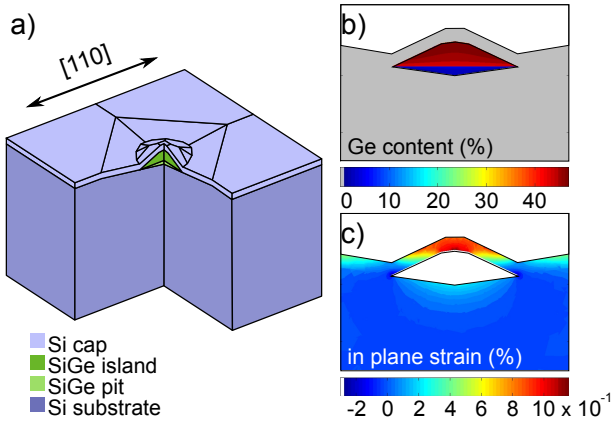 a)
[110]
Si cap
SiGe island
SiGe pit
Si substrate
b)
Ge content (%)
0 10 20 30 40
c)
in plane strain (%)
-2 0 2 4 6 8 10 x 10⁻¹